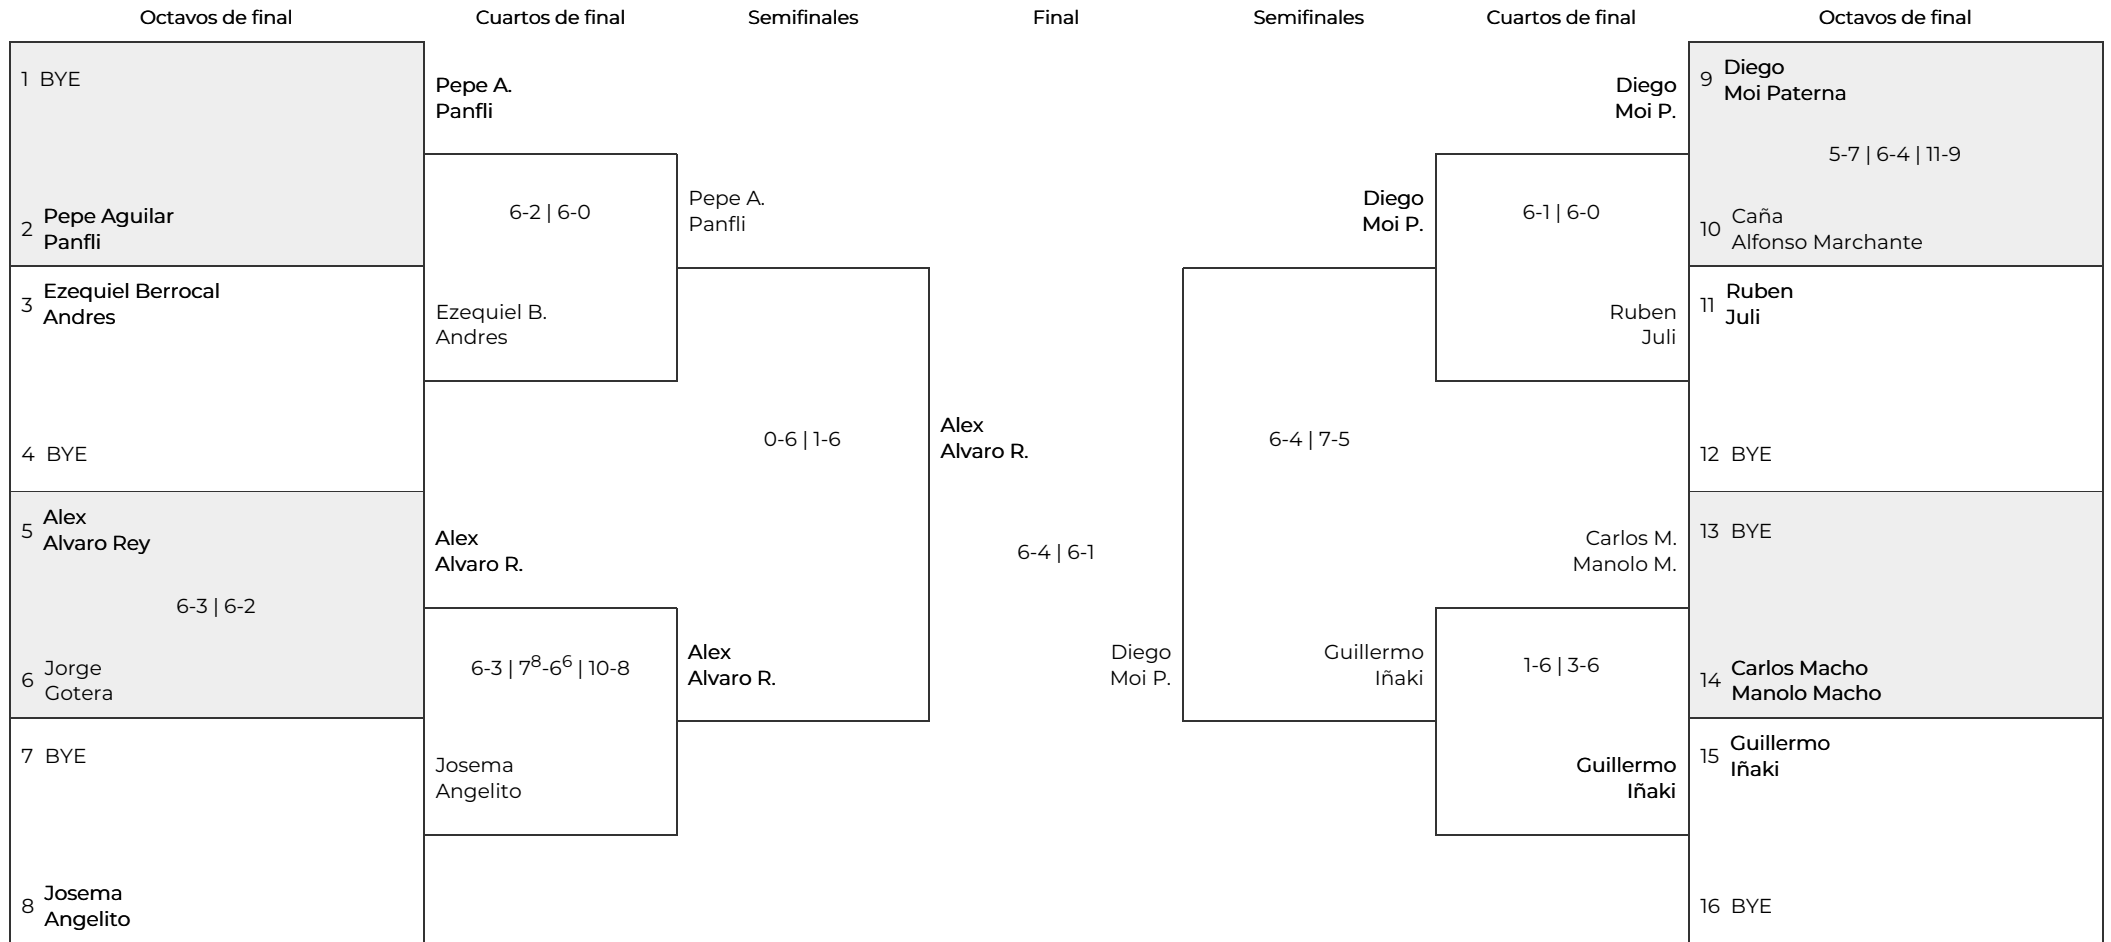 Octavos de final
Cuartos de final
Semifinales
Final
Semifinales
Cuartos de final
Octavos de final
1 BYE
2 Pepe Aguilar
Panfli
3 Ezequiel Berrocal
Andres
4 BYE
5 Alex
Alvaro Rey
6-3 | 6-2
6 Jorge
Gotera
7 BYE
8 Josema
Angelito
Pepe A.
Panfli
6-2 | 6-0
Ezequiel B.
Andres
Alex
Alvaro R.
6-3 | 7⁸-6⁶ | 10-8
Josema
Angelito
Pepe A.
Panfli
0-6 | 1-6
Alex
Alvaro R.
Alex
Alvaro R.
6-4 | 6-1
Diego
Moi P.
Diego
Moi P.
6-4 | 7-5
Guillermo
Iñaki
Diego
Moi P.
6-1 | 6-0
Ruben
Juli
Carlos M.
Manolo M.
1-6 | 3-6
Guillermo
Iñaki
9 Diego
Moi Paterna
5-7 | 6-4 | 11-9
10 Caña
Alfonso Marchante
11 Ruben
Juli
12 BYE
13 BYE
14 Carlos Macho
Manolo Macho
15 Guillermo
Iñaki
16 BYE